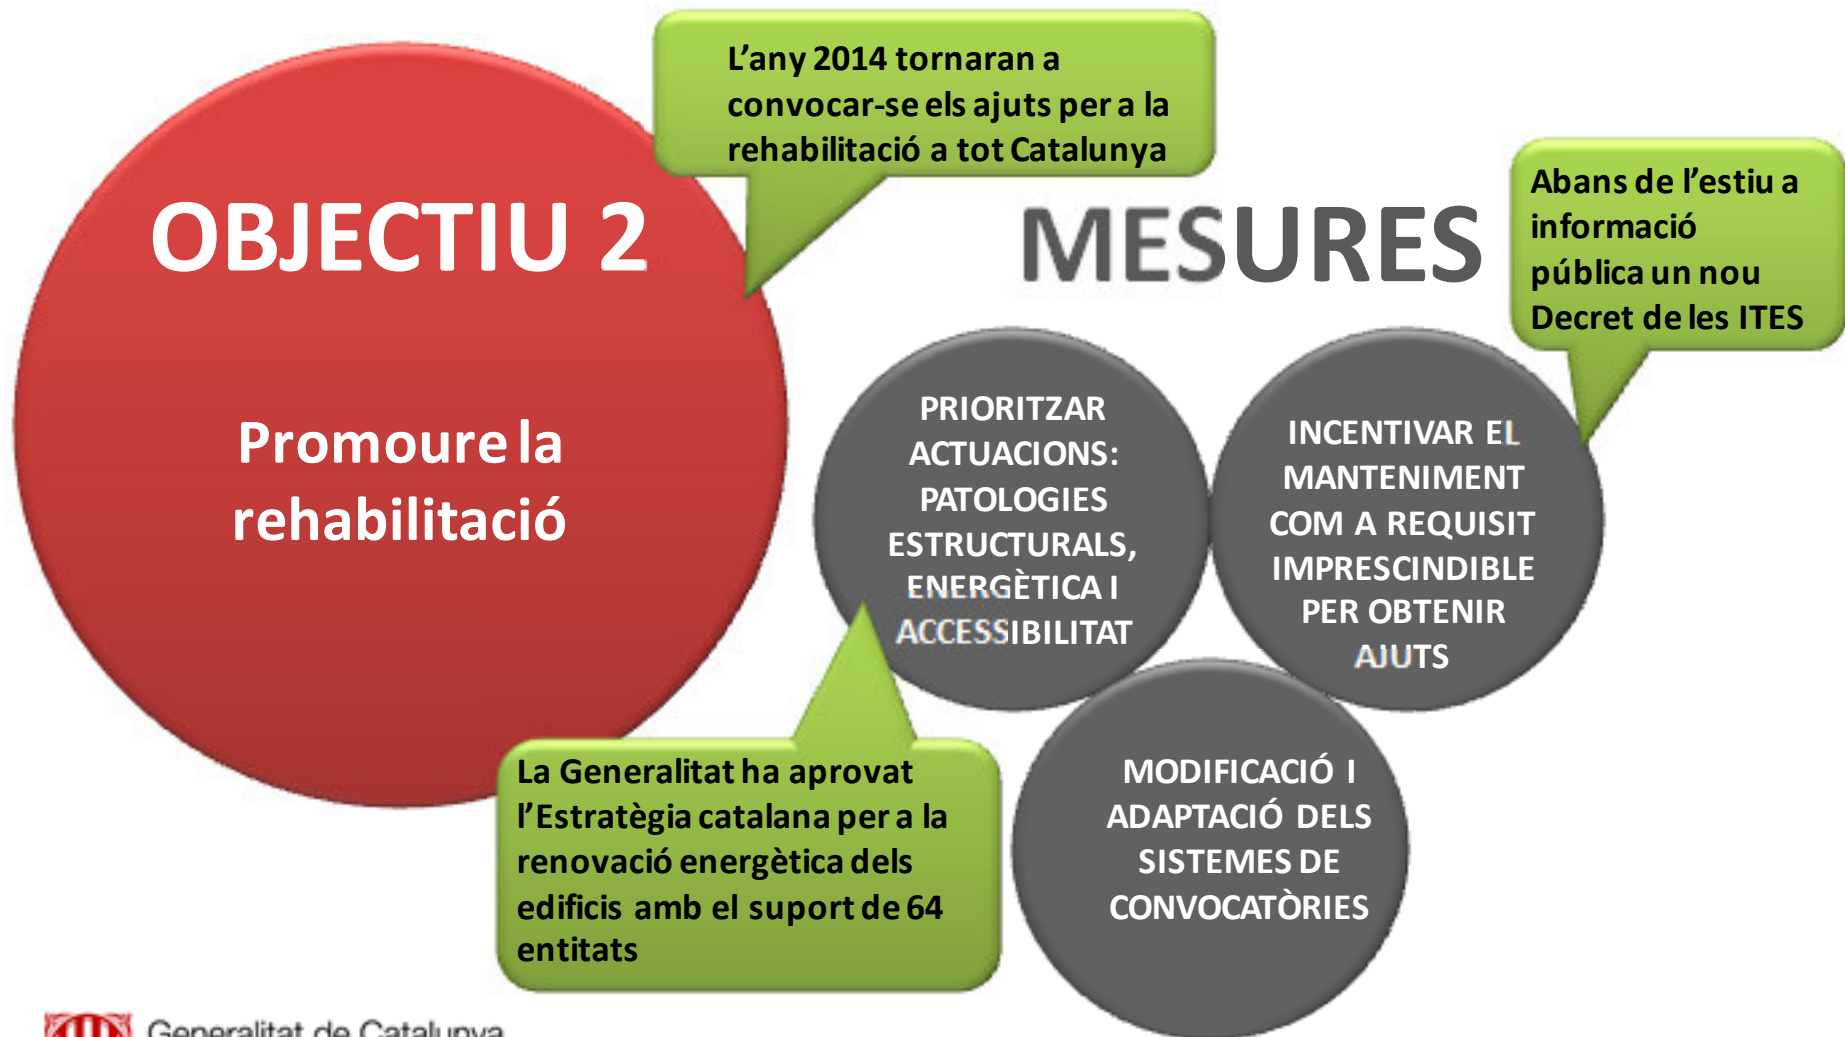 L'any 2014 tornaran a
convocar-se els ajuts per a la
rehabilitació a tot Catalunya
OBJECTIU 2
Promoure la
rehabilitació
MESURES
Abans de l'estiu a
informació
pública un nou
Decret de les ITES
PRIORITZAR
ACTUACIONS:
PATOLOGIES
ESTRUCTURALS,
ENERGÈTICA I
ACCESSIBILITAT
INCENTIVAR EL
MANTENIMENT
COM A REQUISIT
IMPRESCINDIBLE
PER OBTENIR
AJUTS
La Generalitat ha aprovat
l'Estratègia catalana per a la
renovació energètica dels
edificis amb el suport de 64
entitats
MODIFICACIÓ I
ADAPTACIÓ DELS
SISTEMES DE
CONVOCATÒRIES
Generalitat de Catalunya